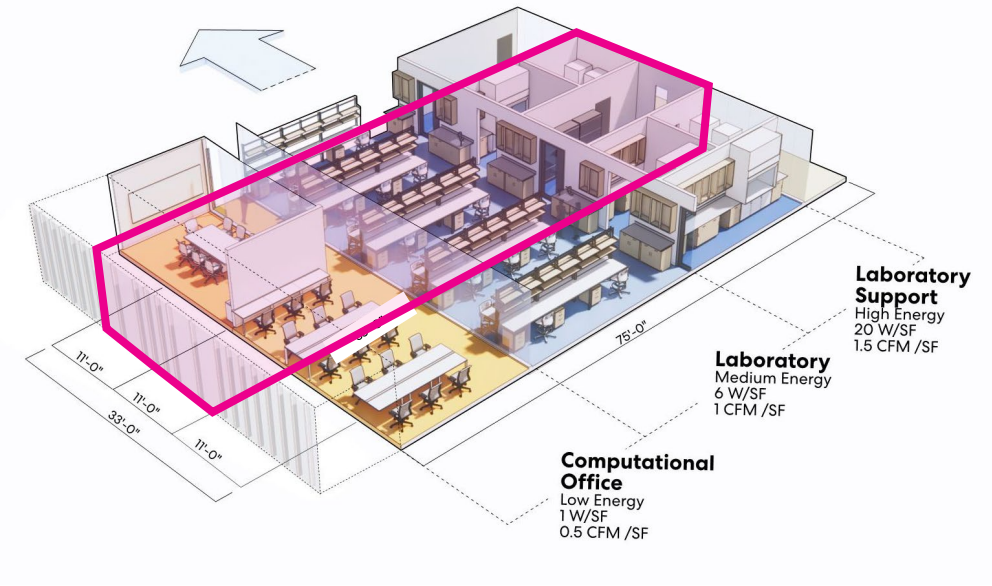 Laboratory
Support
High Energy
20 W/SF
1.5 CFM /SF
75'-0"
Laboratory
Medium Energy
6 W/SF
1 CFM /SF
11'-0"
11'-0"
33'-0"
11'-0"
Computational
Office
Low Energy
1 W/SF
0.5 CFM /SF